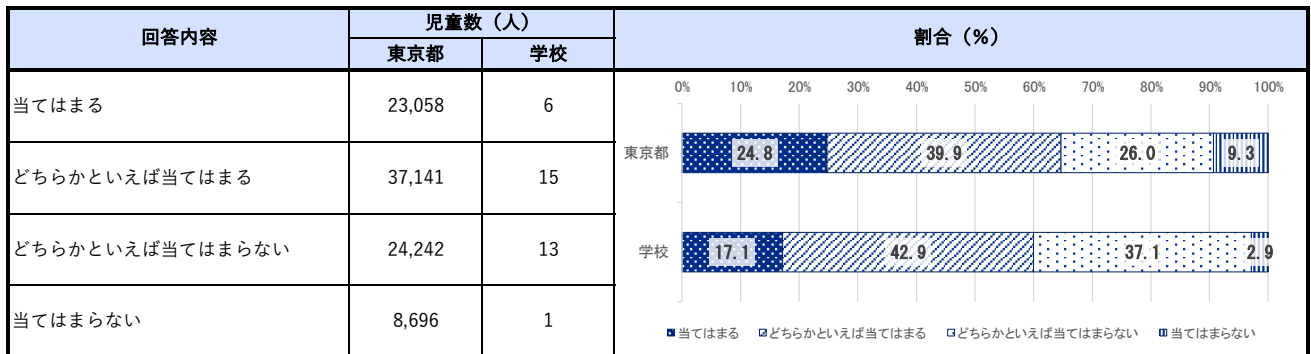 回答内容 児童数（人） 割合（%）
東京都 学校
当てはまる 23,058 6
どちらかといえば当てはまる 37,141 15
どちらかといえば当てはまらない 24,242 13
当てはまらない 8,696 1
0% 10% 20% 30% 40% 50% 60% 70% 80% 90% 100%
東京都 24.8 39.9 26.0 9.3
学校 17.1 42.9 37.1 2.9
当てはまる どちらかといえば当てはまる どちらかといえば当てはまらない 当てはまらない